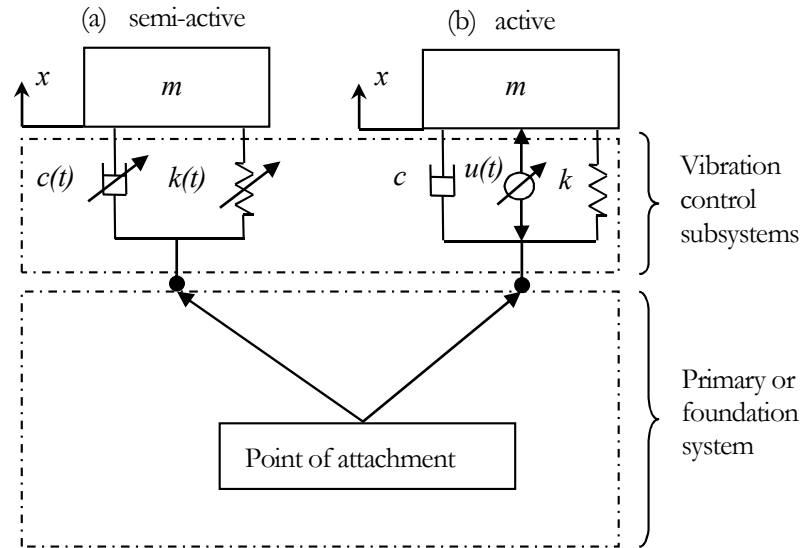 (a) semi-active
(b) active
x
m
x
m
c(t)
k(t)
c
u(t)
k
Vibration
control
subsystems
Point of attachment
Primary or
foundation
system